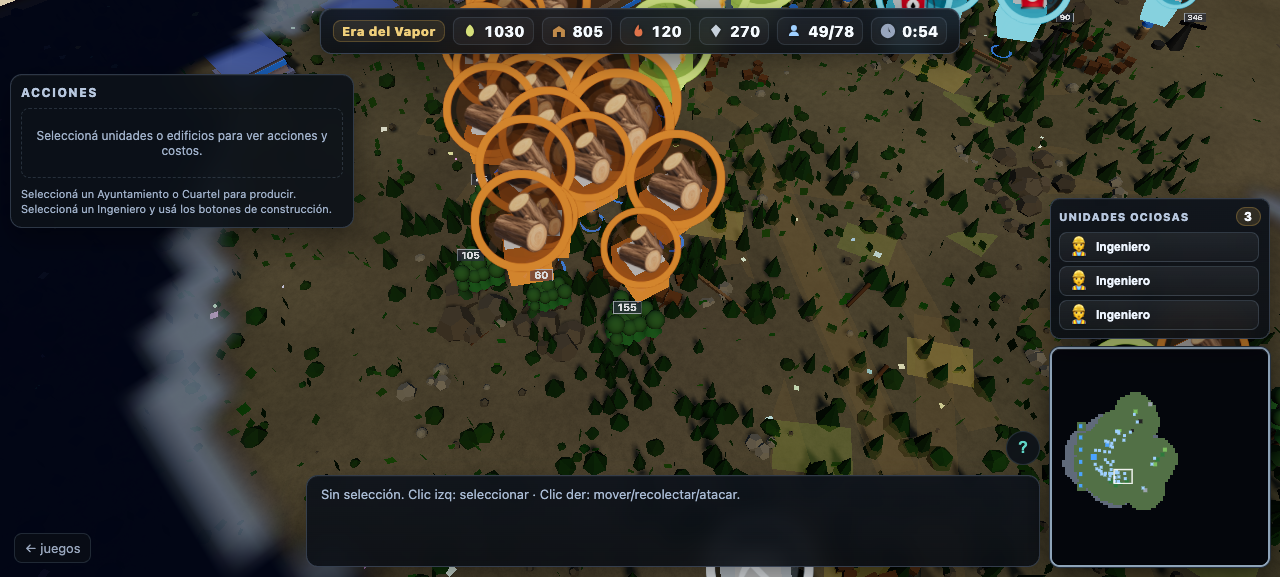 Era del Vapor 1030 805 120 270 49/78 0:54
90
346
ACCIONES
Seleccioná unidades o edificios para ver acciones y
costos.
Seleccioná un Ayuntamiento o Cuartel para producir.
Seleccioná un Ingeniero y usá los botones de construcción.
105
60
155
UNIDADES OCIOSAS 3
Ingeniero
Ingeniero
Ingeniero
?
Sin selección. Clic izq: seleccionar · Clic der: mover/recolectar/atacar.
← juegos